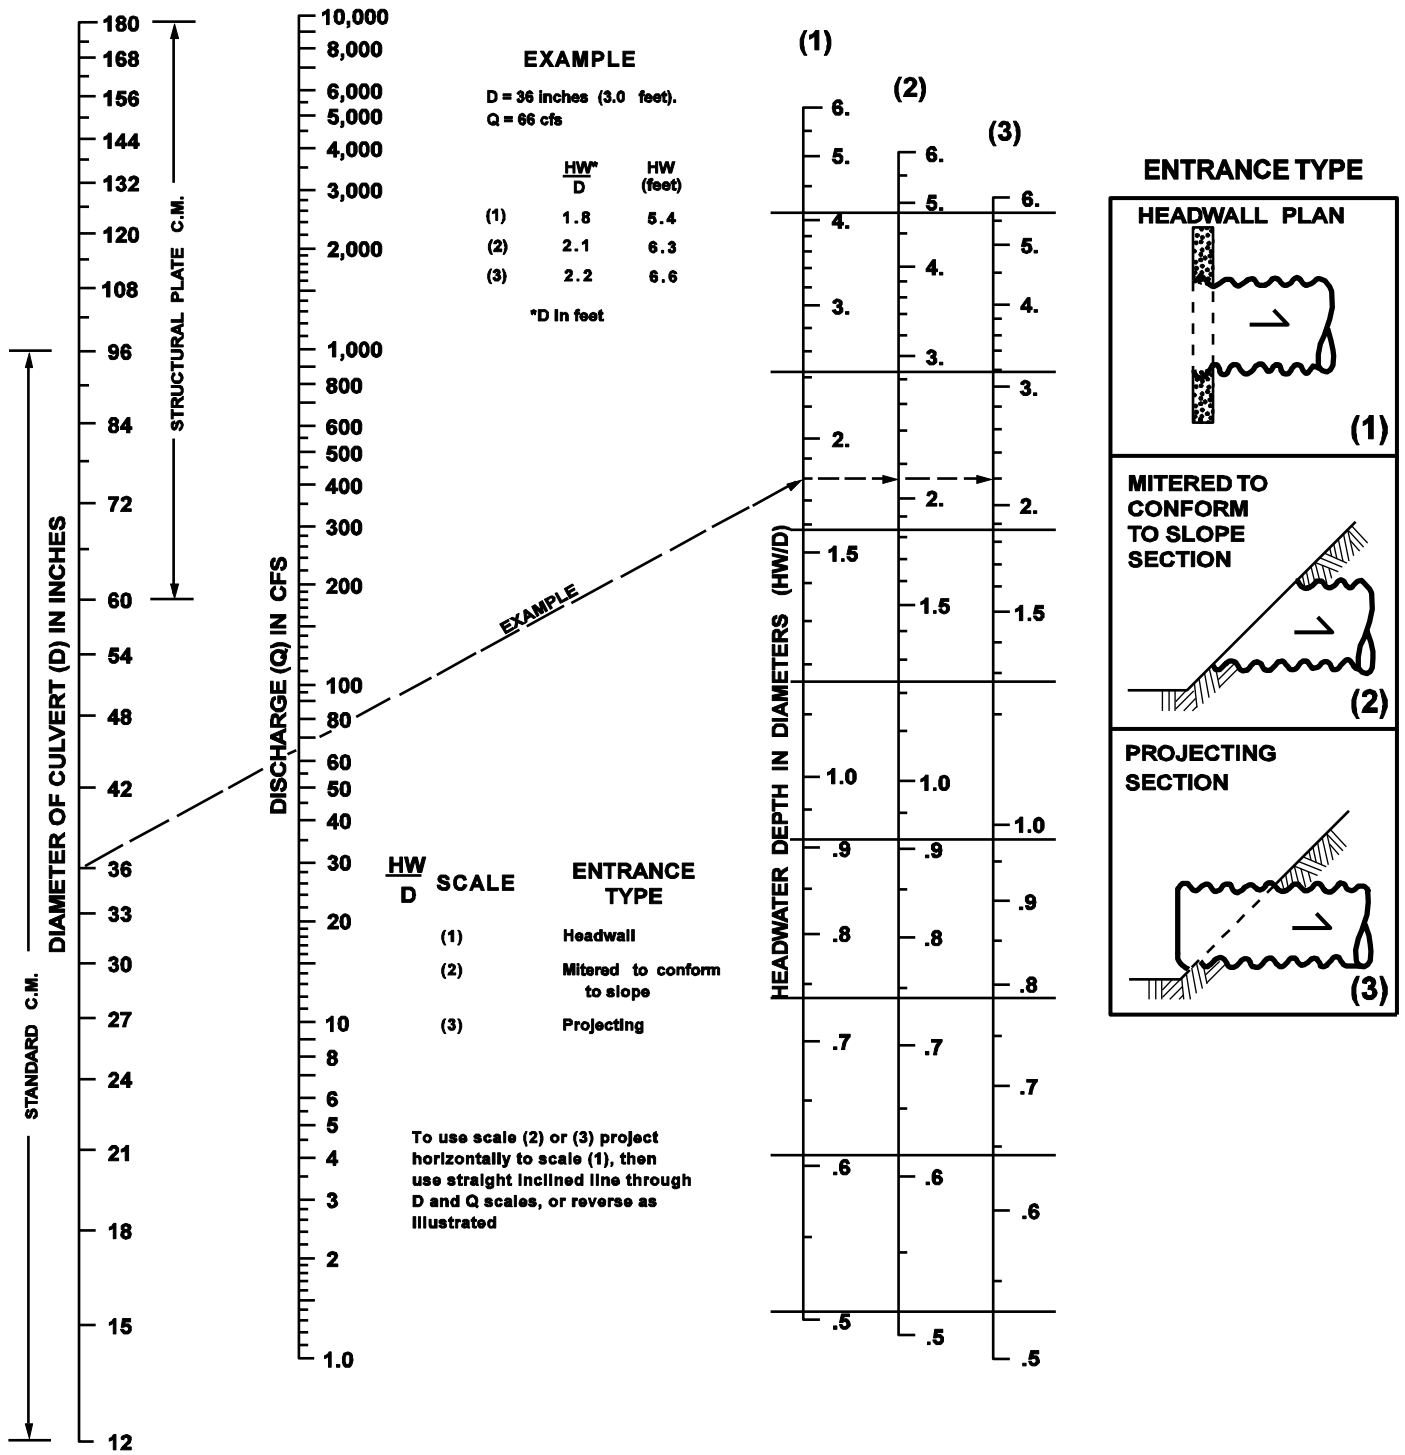 180
168
156
144
132
120
108
96
84
72
60
54
48
42
36
33
30
27
24
21
18
15
12
STANDARD C.M.
DIAMETER OF CULVERT (D) IN INCHES
STRUCTURAL PLATE C.M.
10,000
8,000
6,000
5,000
4,000
3,000
2,000
1,000
800
600
500
400
300
200
100
80
60
50
40
30
20
10
8
6
5
4
3
2
1.0
DISCHARGE (Q) IN CFS
EXAMPLE
D = 36 inches (3.0 feet).
Q = 66 cfs
HW* HW
D (feet)
(1) 1.8 5.4
(2) 2.1 6.3
(3) 2.2 6.6
*D in feet
EXAMPLE
HW SCALE ENTRANCE
D TYPE
(1) Headwall
(2) Mitered to conform
to slope
(3) Projecting
To use scale (2) or (3) project
horizontally to scale (1), then
use straight inclined line through
D and Q scales, or reverse as
illustrated
HEADWATER DEPTH IN DIAMETERS (HW/D)
(1)
6.
5.
4.
3.
2.
1.5
1.0
.9
.8
.7
.6
.5
(2)
6.
5.
4.
3.
2.
1.5
1.0
.9
.8
.7
.6
.5
(3)
6.
5.
4.
3.
2.
1.5
1.0
.9
.8
.7
.6
.5
ENTRANCE TYPE
HEADWALL PLAN
(1)
MITERED TO
CONFORM
TO SLOPE
SECTION
(2)
PROJECTING
SECTION
(3)